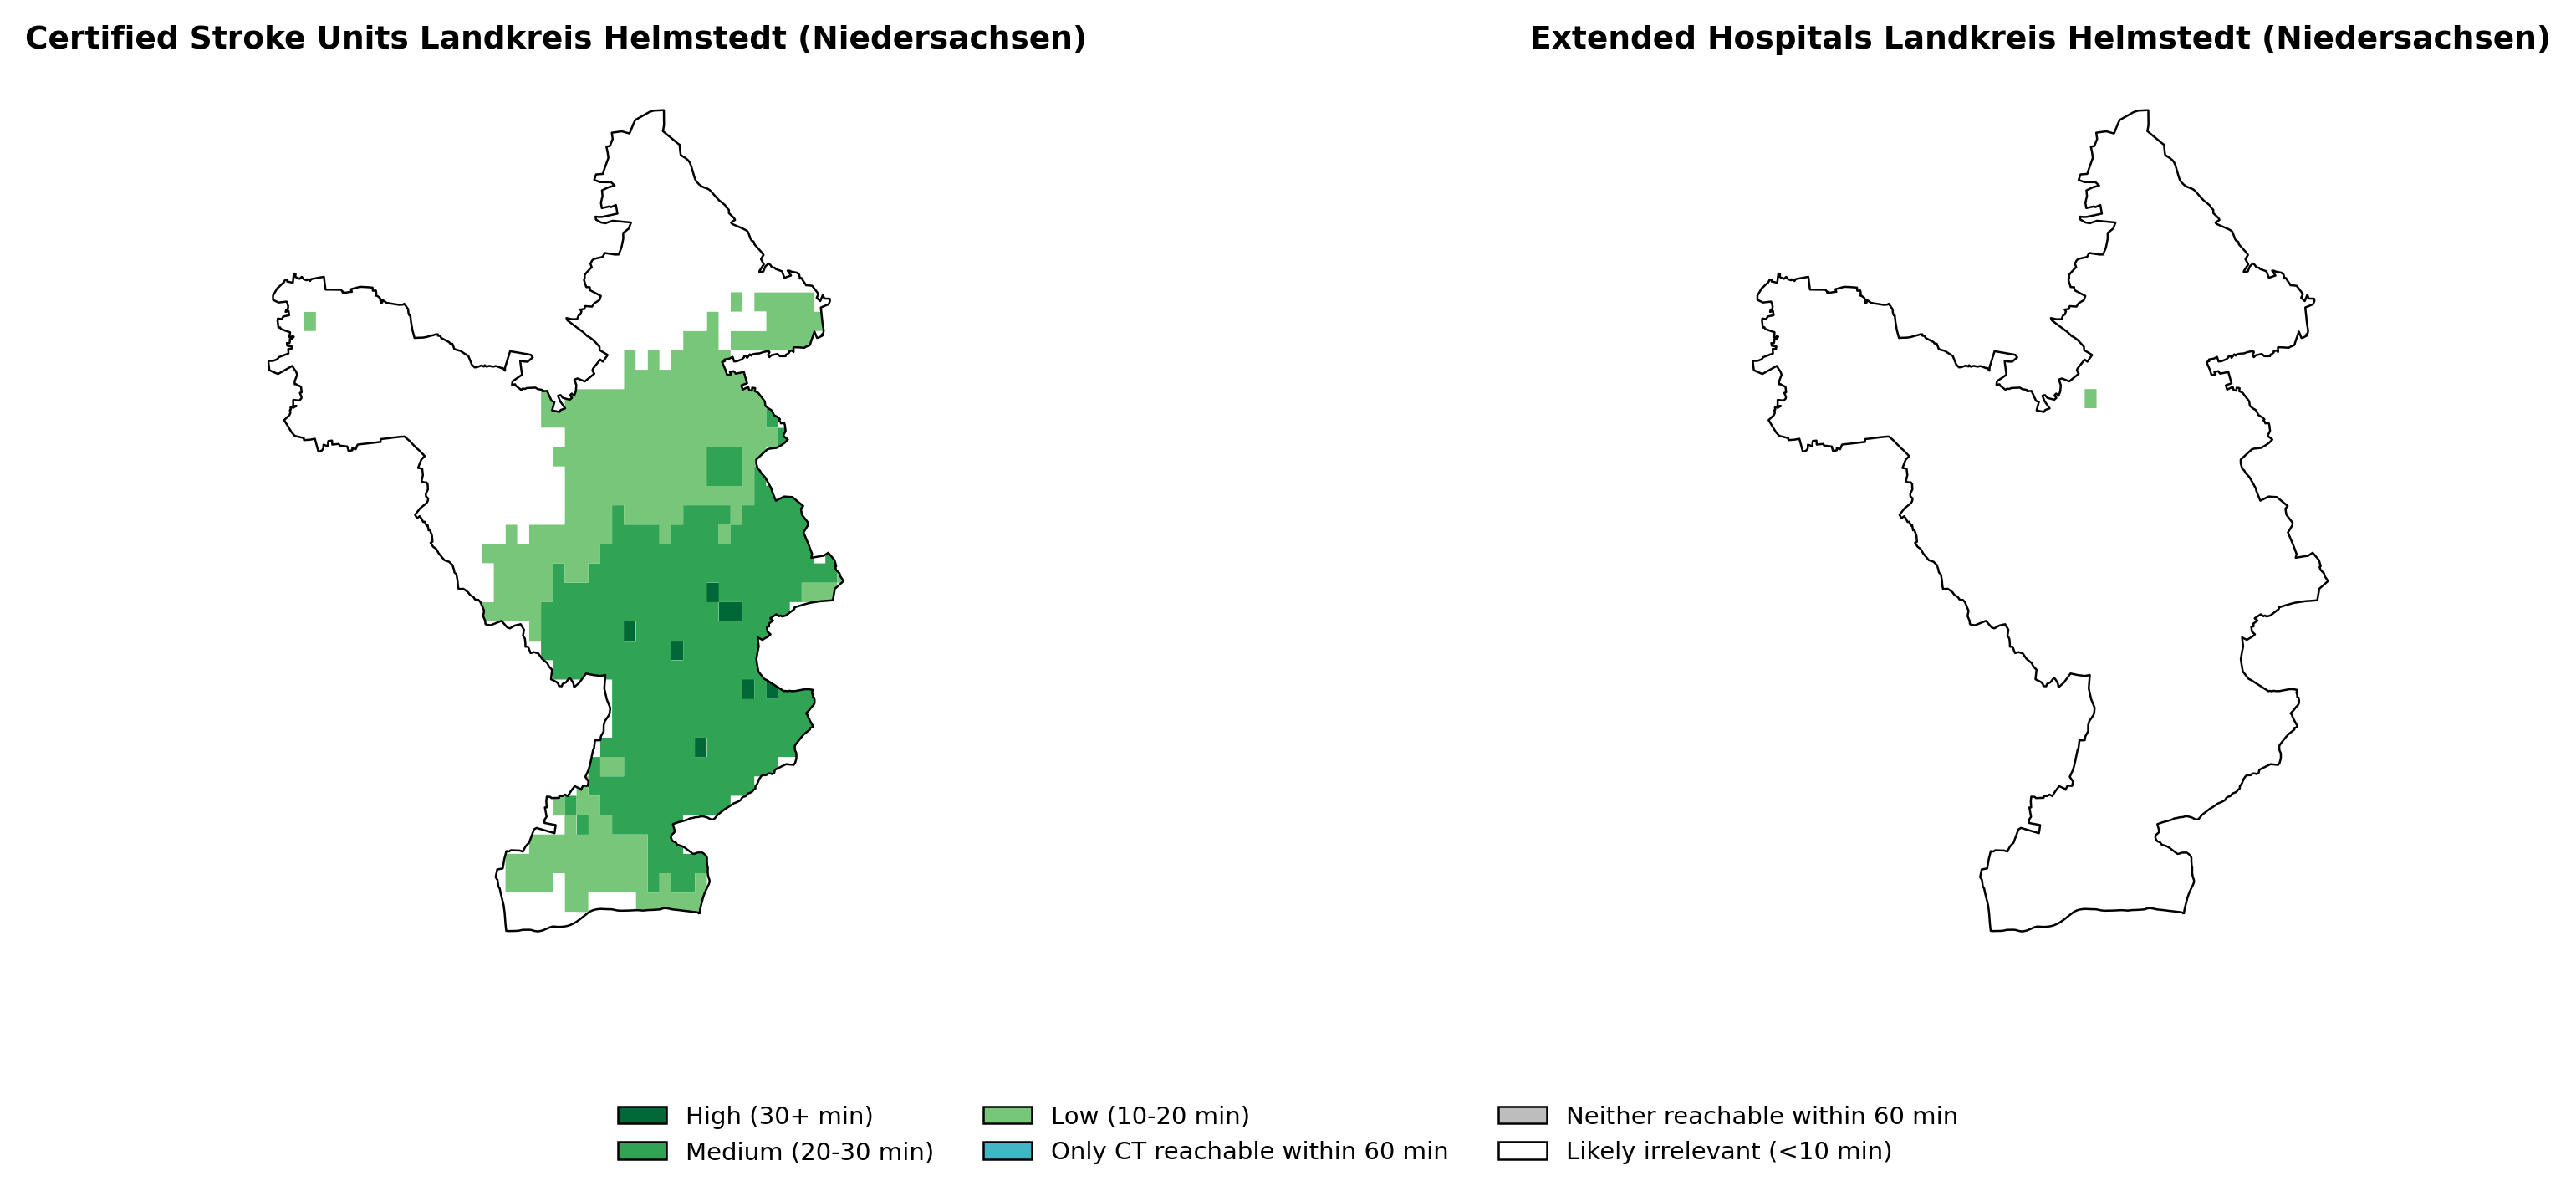 Certified Stroke Units Landkreis Helmstedt (Niedersachsen)
Extended Hospitals Landkreis Helmstedt (Niedersachsen)
High (30+ min)
Medium (20-30 min)
Low (10-20 min)
Only CT reachable within 60 min
Neither reachable within 60 min
Likely irrelevant (<10 min)